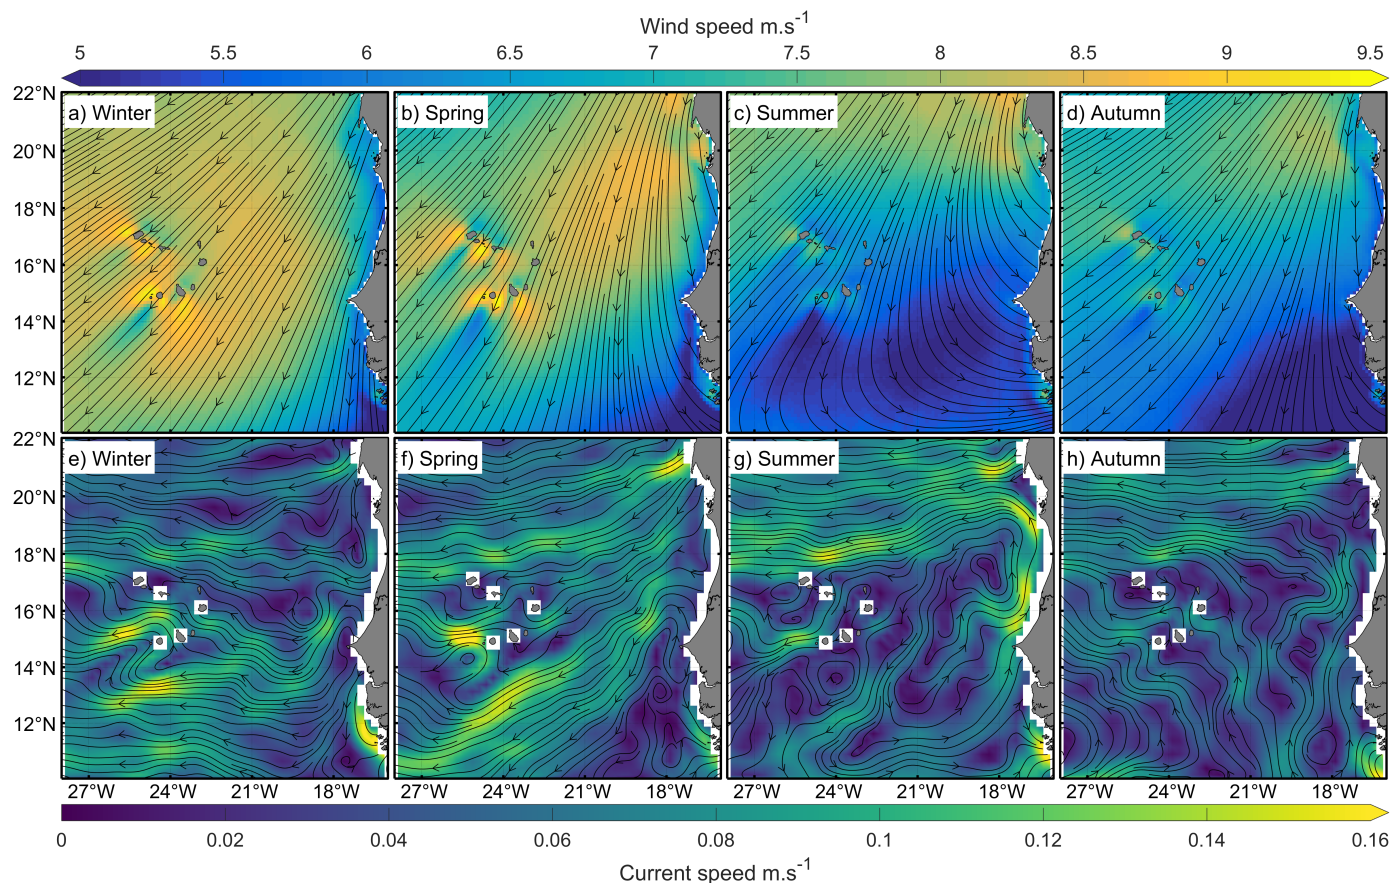 Wind speed m.s-1
5 5.5 6 6.5 7 7.5 8 8.5 9 9.5
22°N
20°N
18°N
16°N
14°N
12°N
a) Winter
b) Spring
c) Summer
d) Autumn
22°N
20°N
18°N
16°N
14°N
12°N
e) Winter
f) Spring
g) Summer
h) Autumn
27°W 24°W 21°W 18°W 27°W 24°W 21°W 18°W 27°W 24°W 21°W 18°W 27°W 24°W 21°W 18°W
0 0.02 0.04 0.06 0.08 0.1 0.12 0.14 0.16
Current speed m.s-1